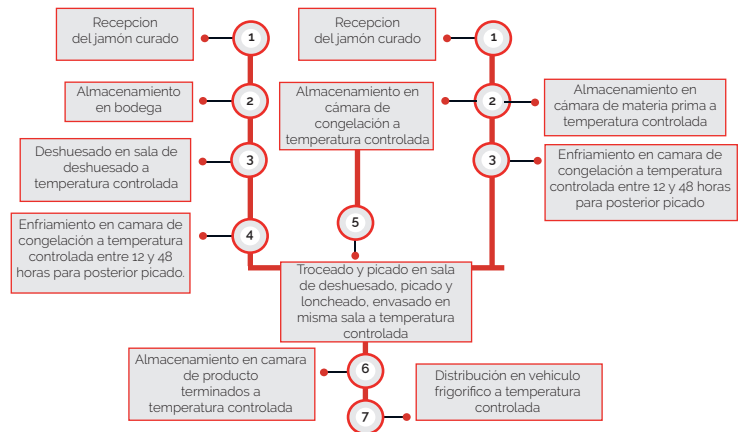 Recepcion
del jamón curado
1
Almacenamiento
en bodega
2
Deshuesado en sala de
deshuesado a
temperatura controlada
3
Enfriamiento en camara de
congelación a temperatura
controlada entre 12 y 48
horas para posterior picado.
4
Recepcion
del jamón curado
1
Almacenamiento en
cámara de
congelación a
temperatura controlada
2
Almacenamiento en
cámara de materia prima a
temperatura controlada
3
Enfriamiento en camara de
congelación a temperatura
controlada entre 12 y 48 horas
para posterior picado
5
Troceado y picado en sala
de deshuesado, picado y
loncheado, envasado en
misma sala a temperatura
controlada
Almacenamiento en camara
de producto
terminados a
temperatura controlada
6
7
Distribución en vehiculo
frigorifico a temperatura
controlada